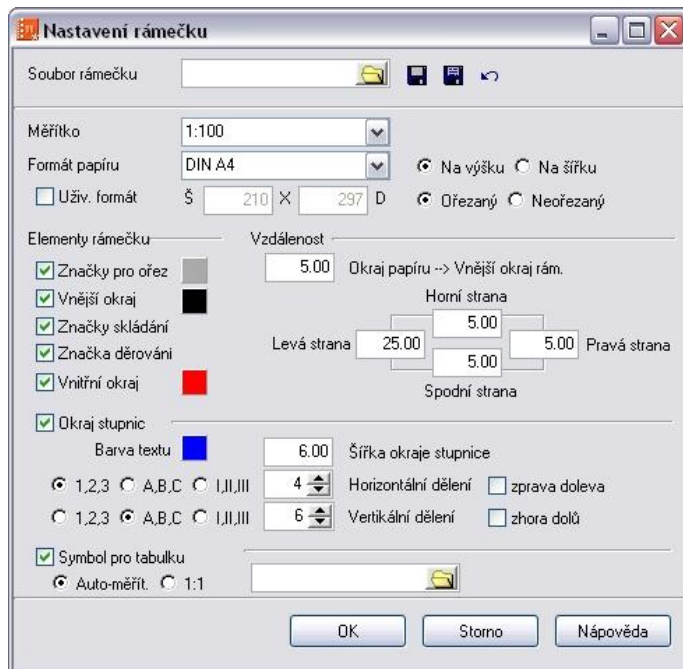 Nastavení rámečku
Soubor rámečku
Měřítko 1:100
Formát papíru DIN A4 Na výšku Na šířku
Uživ. formát Š 210 X 297 D Ořezaný Neořezaný
Elementy rámečku Vzdálenost
Značky pro ořez 5.00 Okraj papíru --> Vnější okraj rám.
Vnější okraj Horní strana
Značky skládání 5.00
Levá strana 25.00 5.00 Pravá strana
Značka děrováni 5.00
Vnitřní okraj Spodní strana
Okraj stupnic
Barva textu 6.00 Šířka okraje stupnice
1,2,3 A,B,C I,II,III 4 Horizontální dělení zprava doleva
1,2,3 A,B,C I,II,III 6 Vertikální dělení zhora dolů
Symbol pro tabulku
Auto-měřít. 1:1
OK Storno Nápověda